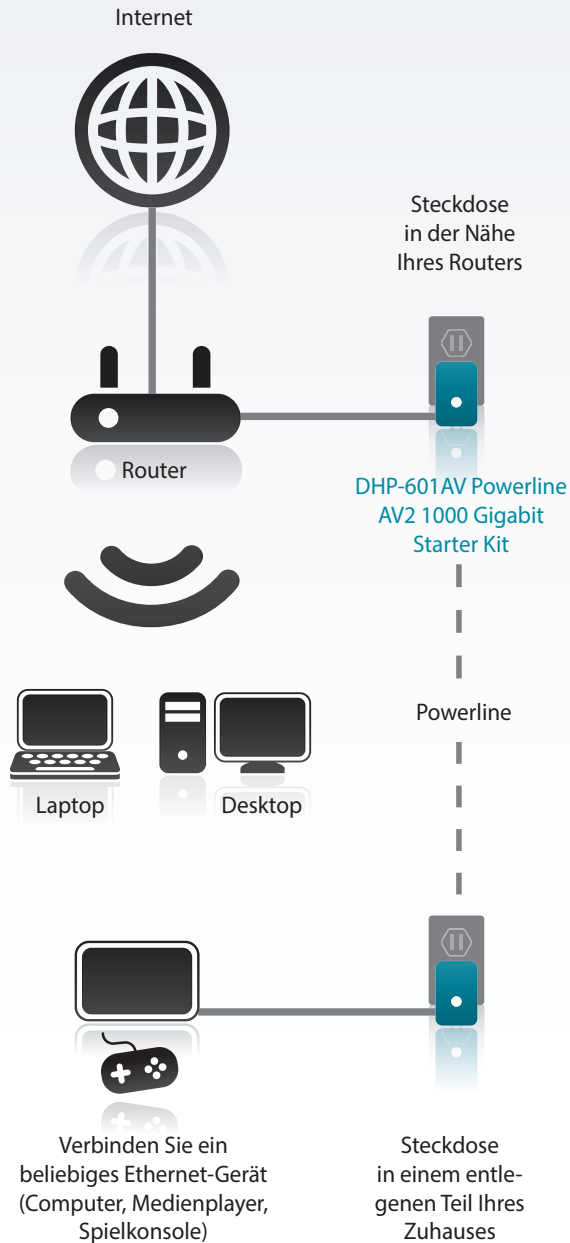 Internet
Steckdose
in der Nähe
Ihres Routers
Router
DHP-601AV Powerline
AV2 1000 Gigabit
Starter Kit
Powerline
Laptop
Desktop
Verbinden Sie ein
beliebiges Ethernet-Gerät
(Computer, Medienplayer,
Spielkonsole)
Steckdose
in einem entle-
genen Teil Ihres
Zuhauses